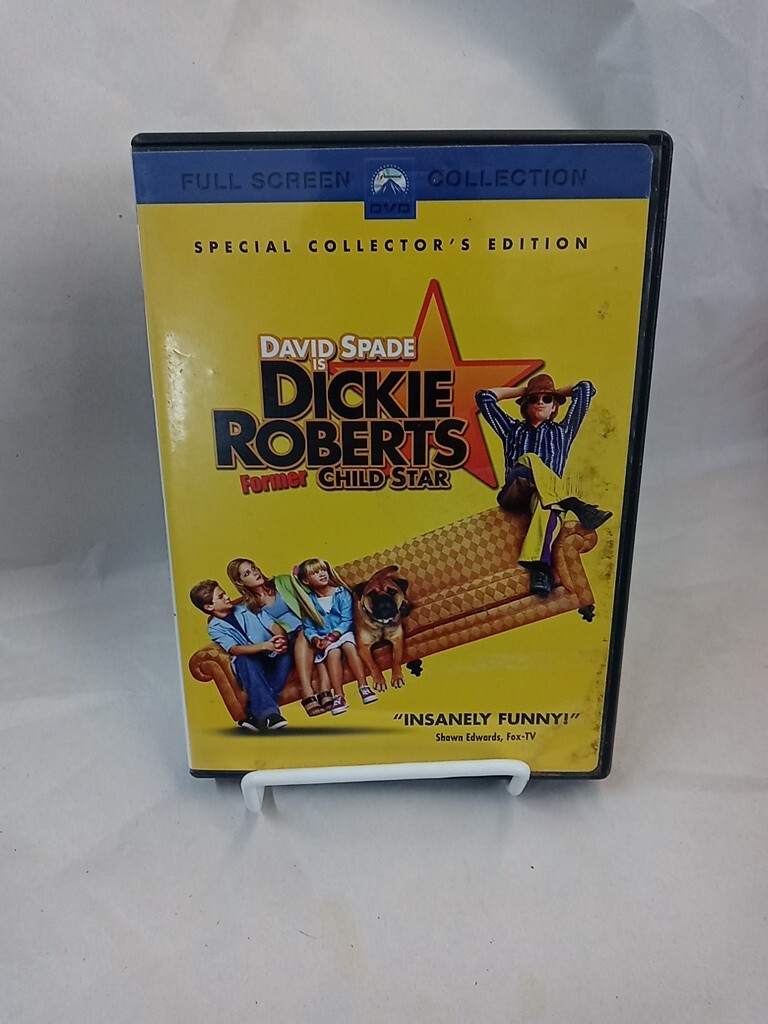 FULL SCREEN COLLECTION
Paramount
DVD
SPECIAL COLLECTOR'S EDITION
DAVID SPADE
IS
DICKIE
ROBERTS
FORMER CHILD STAR
"INSANELY FUNNY!"
Shawn Edwards, Fox-TV